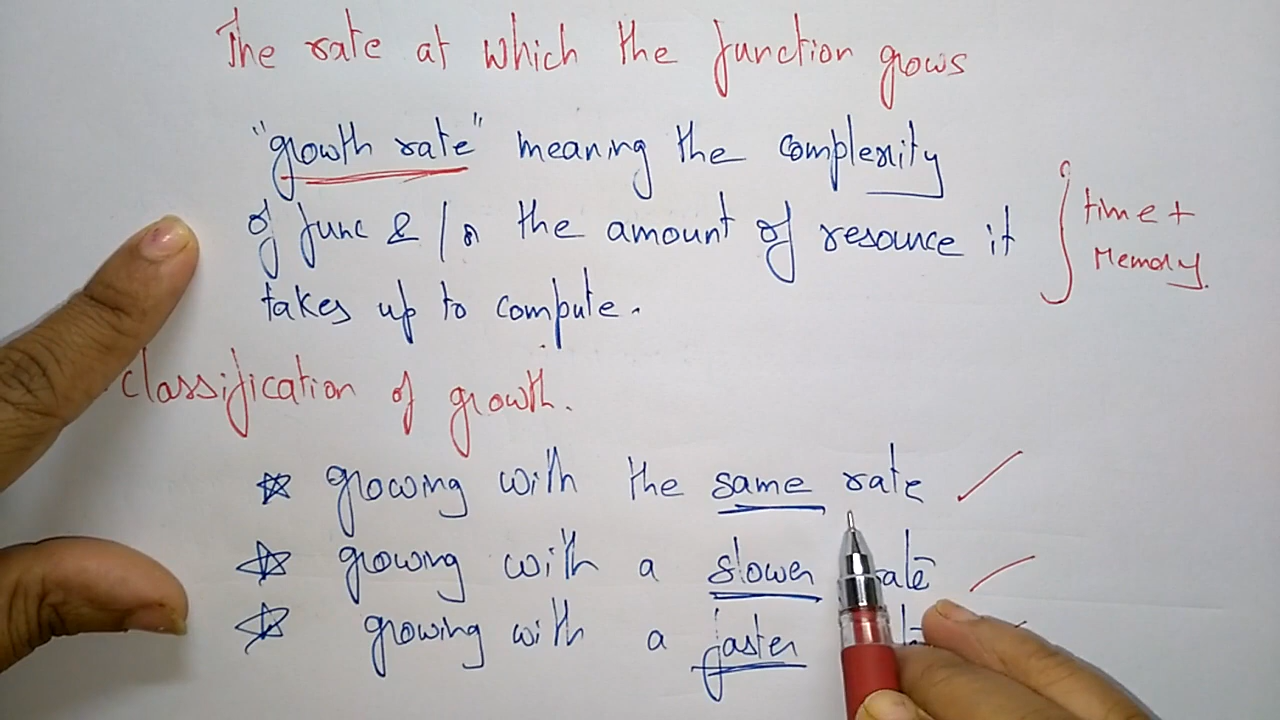 The rate at which the function grows
"growth rate" meaning the complexity
of func & / or the amount of resource it
takes up to compute.
time +
Memory.
classification of growth.
☆ growing with the same rate ✓
☆ growing with a slower rate ✓
☆ growing with a faster